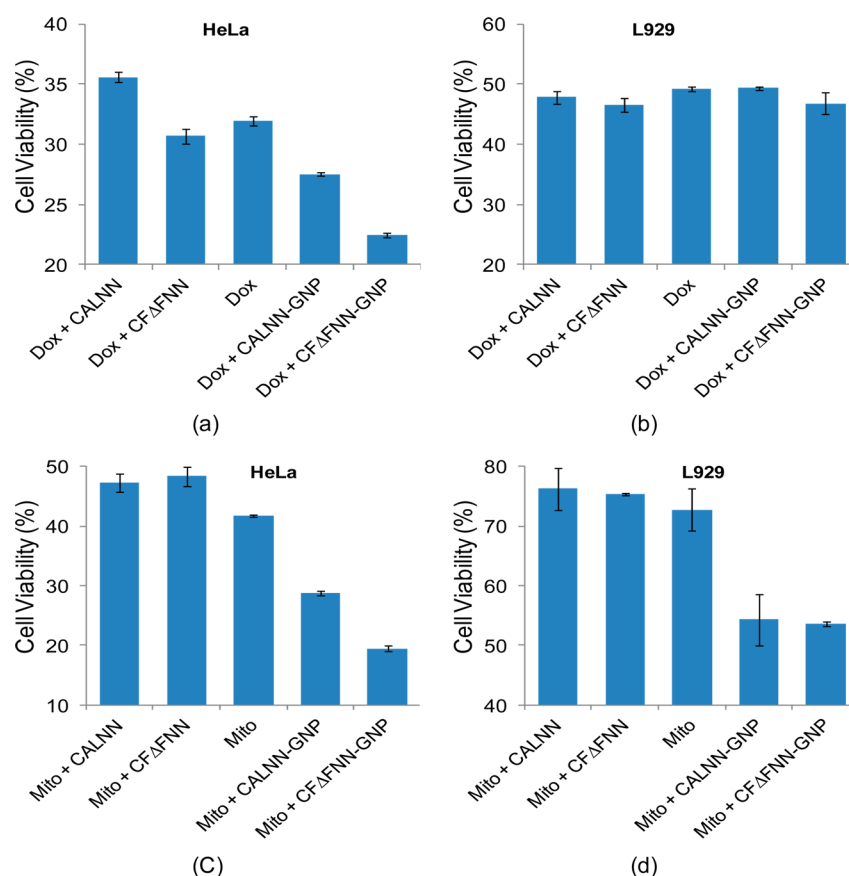 HeLa
Cell Viability (%)
40
35
30
25
20
Dox + CALNN
Dox + CFΔFNN
Dox
Dox + CALNN-GNP
Dox + CFΔFNN-GNP
(a)
L929
Cell Viability (%)
60
50
40
30
20
Dox + CALNN
Dox + CFΔFNN
Dox
Dox + CALNN-GNP
Dox + CFΔFNN-GNP
(b)
HeLa
Cell Viability (%)
50
40
30
20
10
Mito + CALNN
Mito + CFΔFNN
Mito
Mito + CALNN-GNP
Mito + CFΔFNN-GNP
(C)
L929
Cell Viability (%)
80
70
60
50
40
Mito + CALNN
Mito + CFΔFNN
Mito
Mito + CALNN-GNP
Mito + CFΔFNN-GNP
(d)